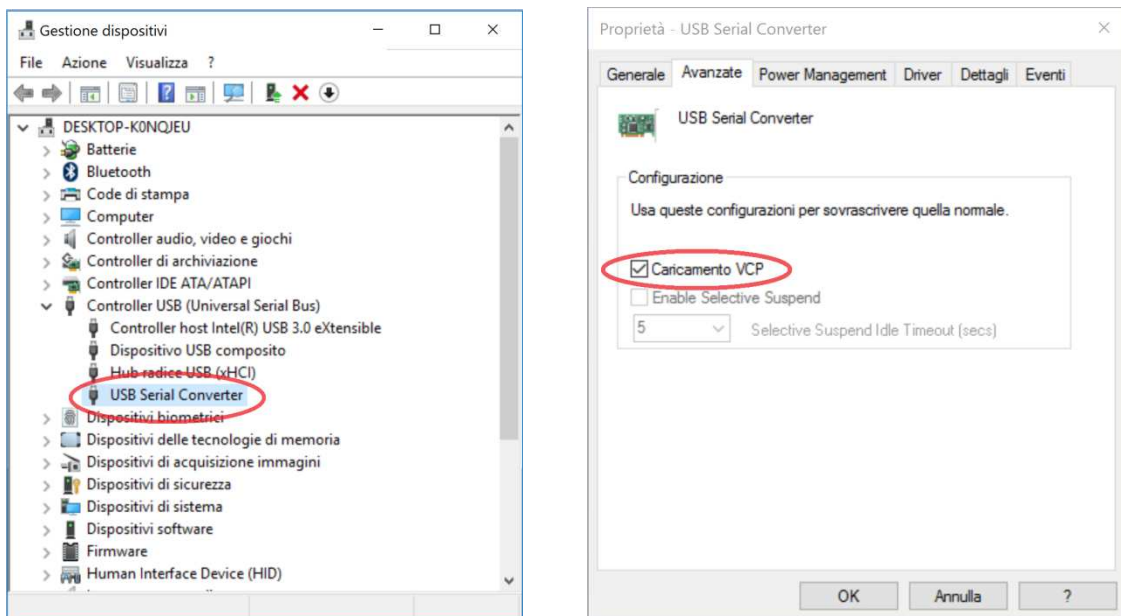 Gestione dispositivi
File Azione Visualizza ?
DESKTOP-K0NQJEU
Batterie
Bluetooth
Code di stampa
Computer
Controller audio, video e giochi
Controller di archiviazione
Controller IDE ATA/ATAPI
Controller USB (Universal Serial Bus)
Controller host Intel(R) USB 3.0 eXtensible
Dispositivo USB composito
Hub radice USB (xHCI)
USB Serial Converter
Dispositivi biometrici
Dispositivi delle tecnologie di memoria
Dispositivi di acquisizione immagini
Dispositivi di sicurezza
Dispositivi di sistema
Dispositivi software
Firmware
Human Interface Device (HID)
Proprietà - USB Serial Converter
Generale Avanzate Power Management Driver Dettagli Eventi
USB Serial Converter
Configurazione
Usa queste configurazioni per sovrascrivere quella normale.
Caricamento VCP
Enable Selective Suspend
5 Selective Suspend Idle Timeout (secs)
OK Annulla ?